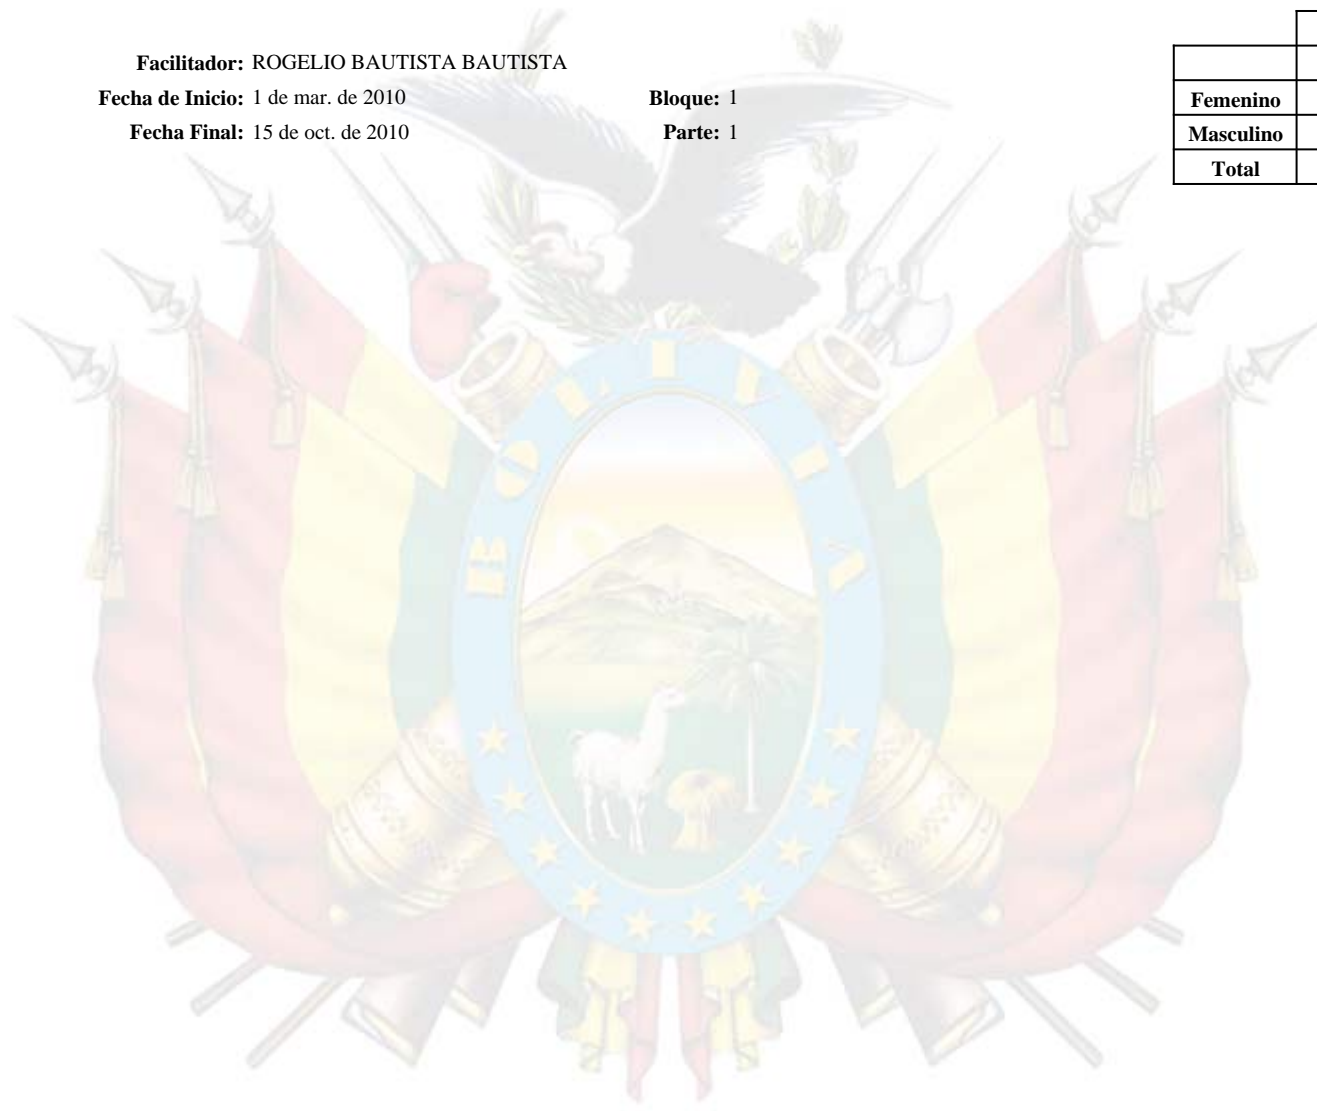 Facilitador: ROGELIO BAUTISTA BAUTISTA
Fecha de Inicio: 1 de mar. de 2010 Bloque: 1
Fecha Final: 15 de oct. de 2010 Parte: 1
Femenino
Masculino
Total
BOLIVIA